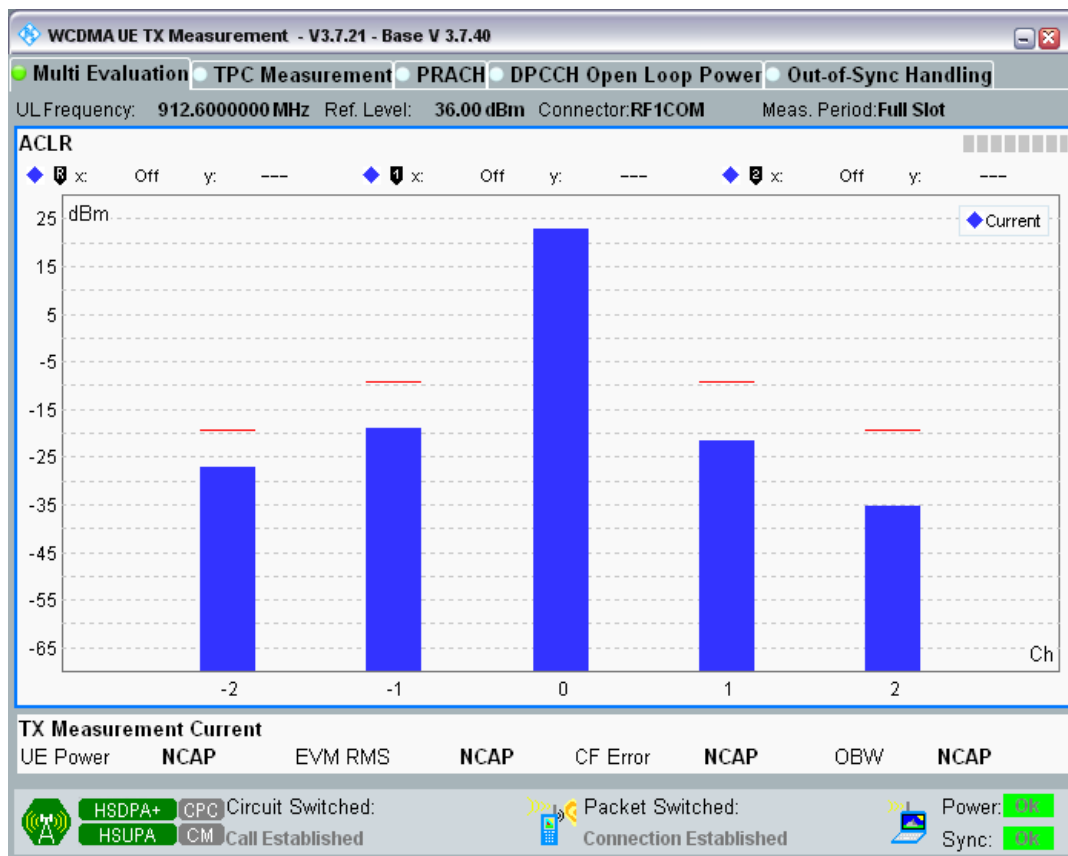 WCDMA UE TX Measurement - V3.7.21 - Base V 3.7.40
Multi Evaluation TPC Measurement PRACH DPCCH Open Loop Power Out-of-Sync Handling
UL Frequency: 912.6000000 MHz Ref. Level: 36.00 dBm Connector:RF1COM Meas. Period:Full Slot
ACLR
R x: Off y: --- 1 x: Off y: --- 2 x: Off y: ---
dBm
Current
25
15
5
-5
-15
-25
-35
-45
-55
-65
Ch
-2 -1 0 1 2
TX Measurement Current
UE Power NCAP EVM RMS NCAP CF Error NCAP OBW NCAP
HSDPA+ CPC Circuit Switched: Packet Switched: Power: OK
HSUPA CM Call Established Connection Established Sync: OK